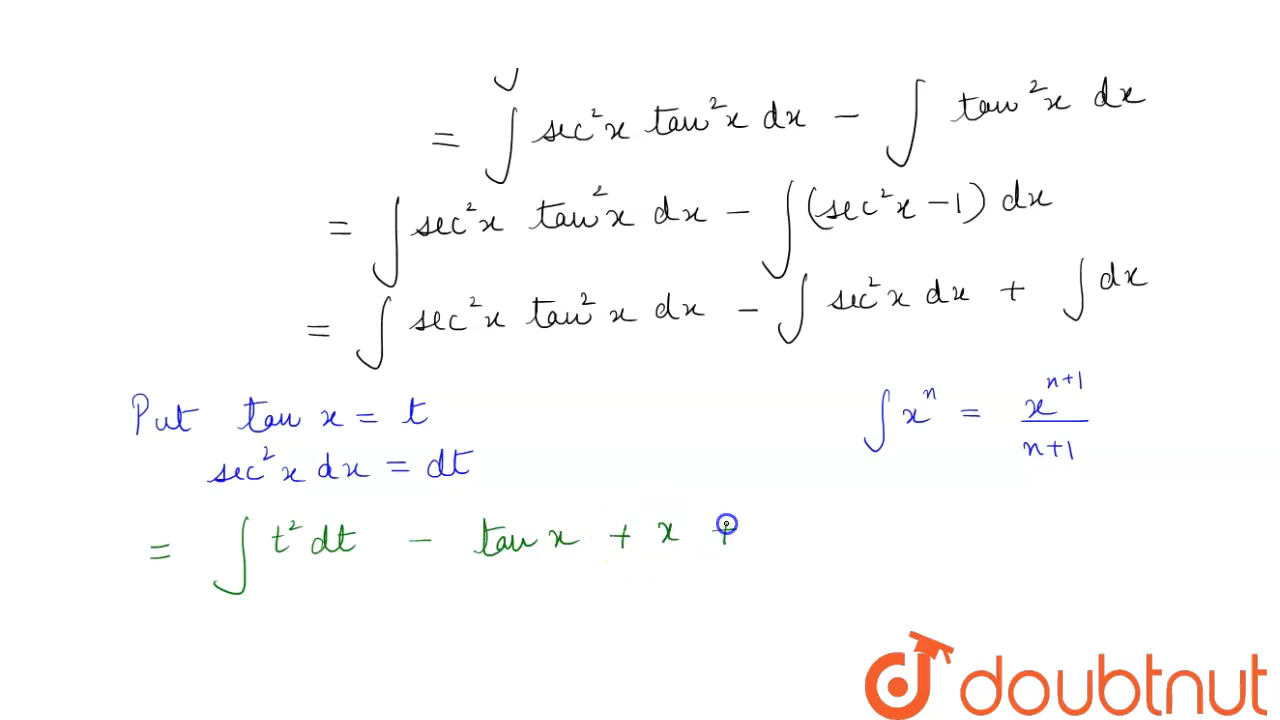 = ∫ sec²x tan²x dx − ∫ tan²x dx
= ∫ sec²x tan²x dx − ∫ (sec²x − 1) dx
= ∫ sec²x tan²x dx − ∫ sec²x dx + ∫ dx
Put tan x = t
∫ xⁿ = xⁿ⁺¹ / n+1
sec²x dx = dt
= ∫ t² dt − tan x + x +
doubtnut